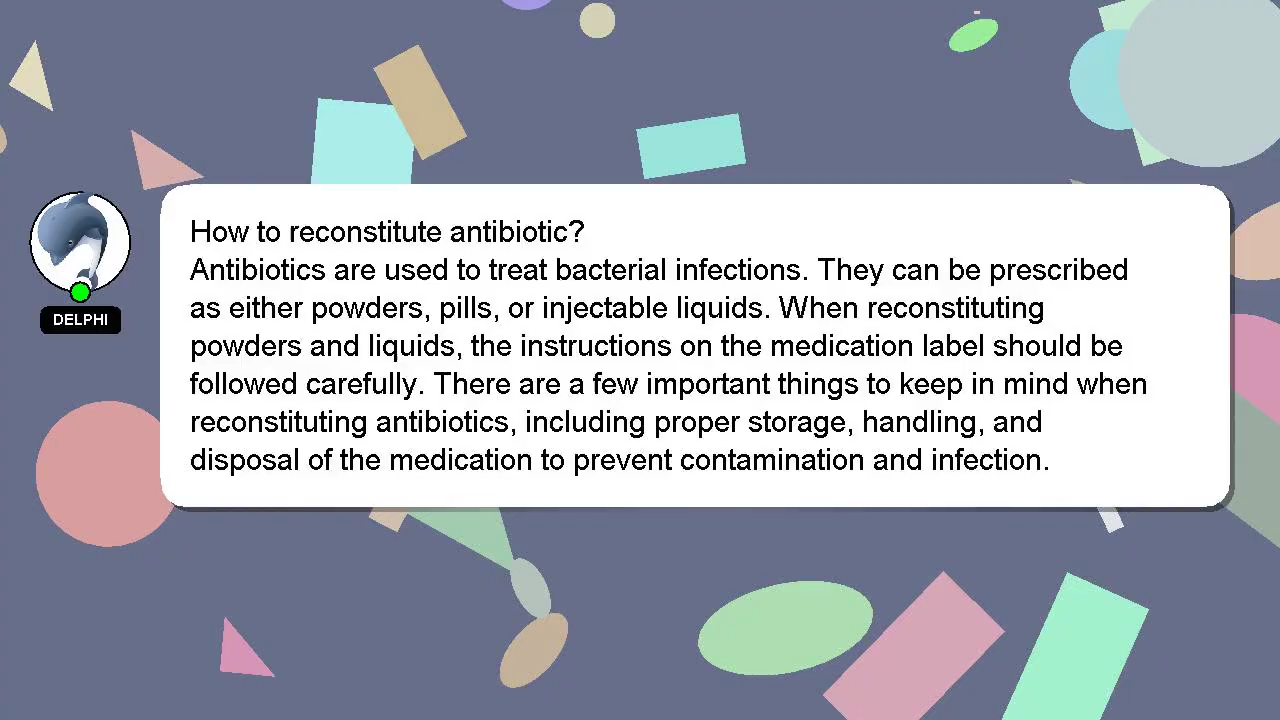 How to reconstitute antibiotic?
Antibiotics are used to treat bacterial infections. They can be prescribed
as either powders, pills, or injectable liquids. When reconstituting
powders and liquids, the instructions on the medication label should be
followed carefully. There are a few important things to keep in mind when
reconstituting antibiotics, including proper storage, handling, and
disposal of the medication to prevent contamination and infection.
DELPHI